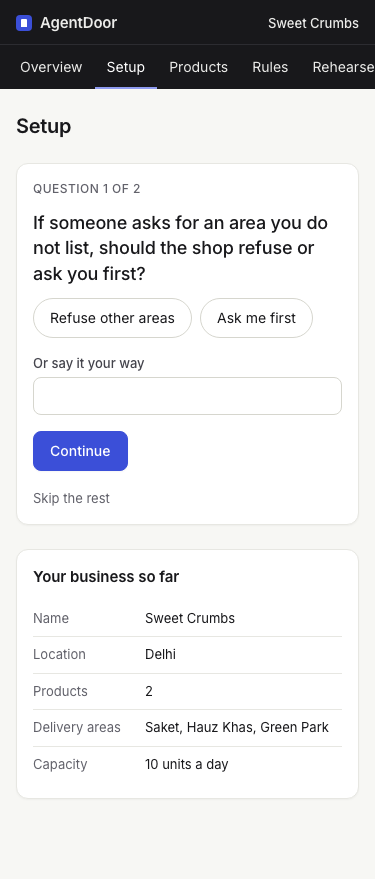 AgentDoor
Sweet Crumbs
Overview Setup Products Rules Rehearse
Setup
QUESTION 1 OF 2
If someone asks for an area you do
not list, should the shop refuse or
ask you first?
Refuse other areas
Ask me first
Or say it your way
Continue
Skip the rest
Your business so far
Name Sweet Crumbs
Location Delhi
Products 2
Delivery areas Saket, Hauz Khas, Green Park
Capacity 10 units a day